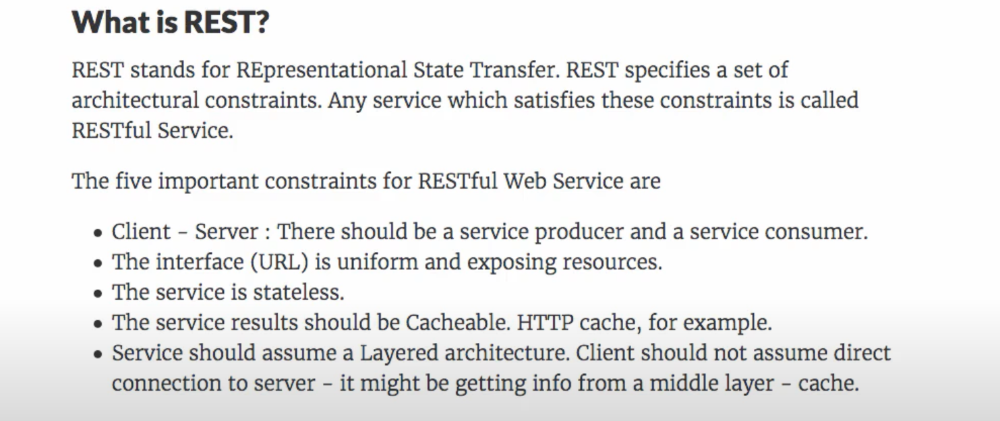 What is REST?
REST stands for REpresentational State Transfer. REST specifies a set of
architectural constraints. Any service which satisfies these constraints is called
RESTful Service.
The five important constraints for RESTful Web Service are
• Client – Server : There should be a service producer and a service consumer.
• The interface (URL) is uniform and exposing resources.
• The service is stateless.
• The service results should be Cacheable. HTTP cache, for example.
• Service should assume a Layered architecture. Client should not assume direct
connection to server – it might be getting info from a middle layer – cache.